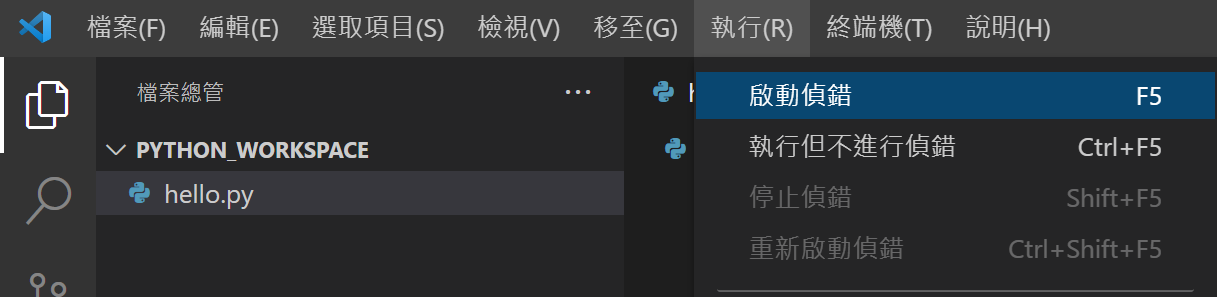 檔案(F) 編輯(E) 選取項目(S) 檢視(V) 移至(G) 執行(R) 終端機(T) 說明(H)
檔案總管 ···
PYTHON_WORKSPACE
hello.py
啟動偵錯 F5
執行但不進行偵錯 Ctrl+F5
停止偵錯 Shift+F5
重新啟動偵錯 Ctrl+Shift+F5